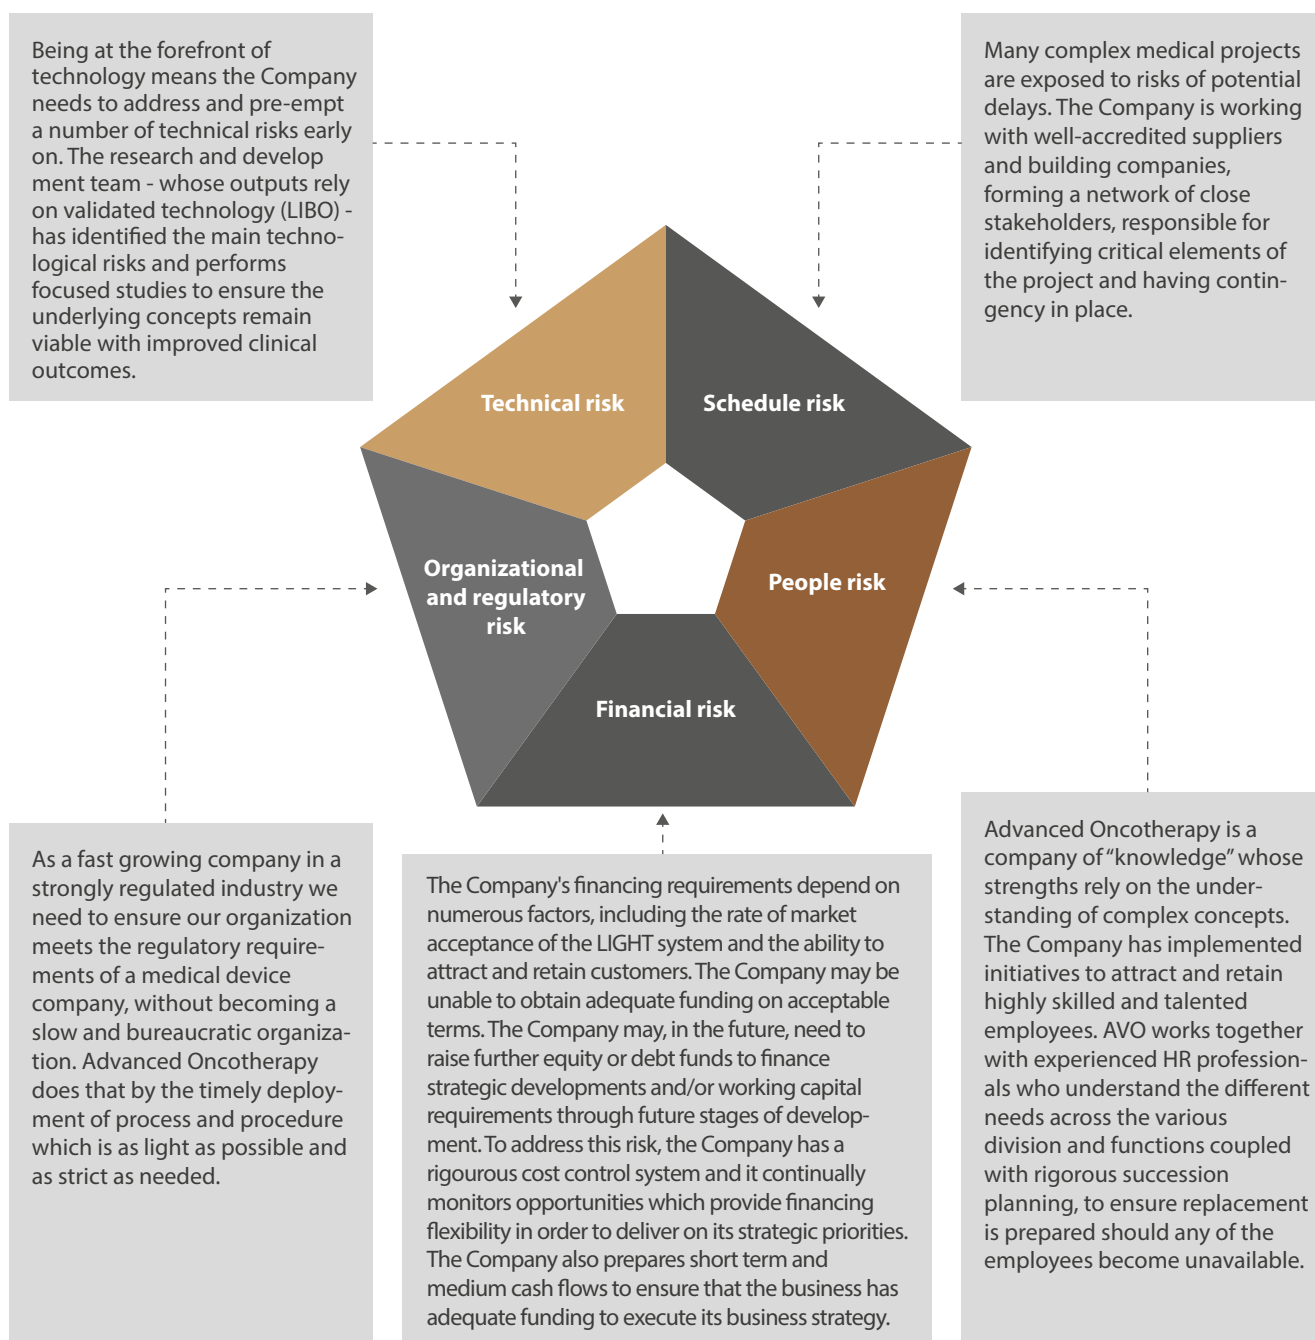 Being at the forefront of
technology means the Company
needs to address and pre-empt
a number of technical risks early
on. The research and develop
ment team - whose outputs rely
on validated technology (LIBO) -
has identified the main techno-
logical risks and performs
focused studies to ensure the
underlying concepts remain
viable with improved clinical
outcomes.
Many complex medical projects
are exposed to risks of potential
delays. The Company is working
with well-accredited suppliers
and building companies,
forming a network of close
stakeholders, responsible for
identifying critical elements of
the project and having contin-
gency in place.
Technical risk
Schedule risk
Organizational
and regulatory
risk
People risk
Financial risk
As a fast growing company in a
strongly regulated industry we
need to ensure our organization
meets the regulatory require-
ments of a medical device
company, without becoming a
slow and bureaucratic organiza-
tion. Advanced Oncotherapy
does that by the timely deploy-
ment of process and procedure
which is as light as possible and
as strict as needed.
The Company's financing requirements depend on
numerous factors, including the rate of market
acceptance of the LIGHT system and the ability to
attract and retain customers. The Company may be
unable to obtain adequate funding on acceptable
terms. The Company may, in the future, need to
raise further equity or debt funds to finance
strategic developments and/or working capital
requirements through future stages of develop-
ment. To address this risk, the Company has a
rigourous cost control system and it continually
monitors opportunities which provide financing
flexibility in order to deliver on its strategic priorities.
The Company also prepares short term and
medium cash flows to ensure that the business has
adequate funding to execute its business strategy.
Advanced Oncotherapy is a
company of “knowledge” whose
strengths rely on the under-
standing of complex concepts.
The Company has implemented
initiatives to attract and retain
highly skilled and talented
employees. AVO works together
with experienced HR profession-
als who understand the different
needs across the various
division and functions coupled
with rigorous succession
planning, to ensure replacement
is prepared should any of the
employees become unavailable.